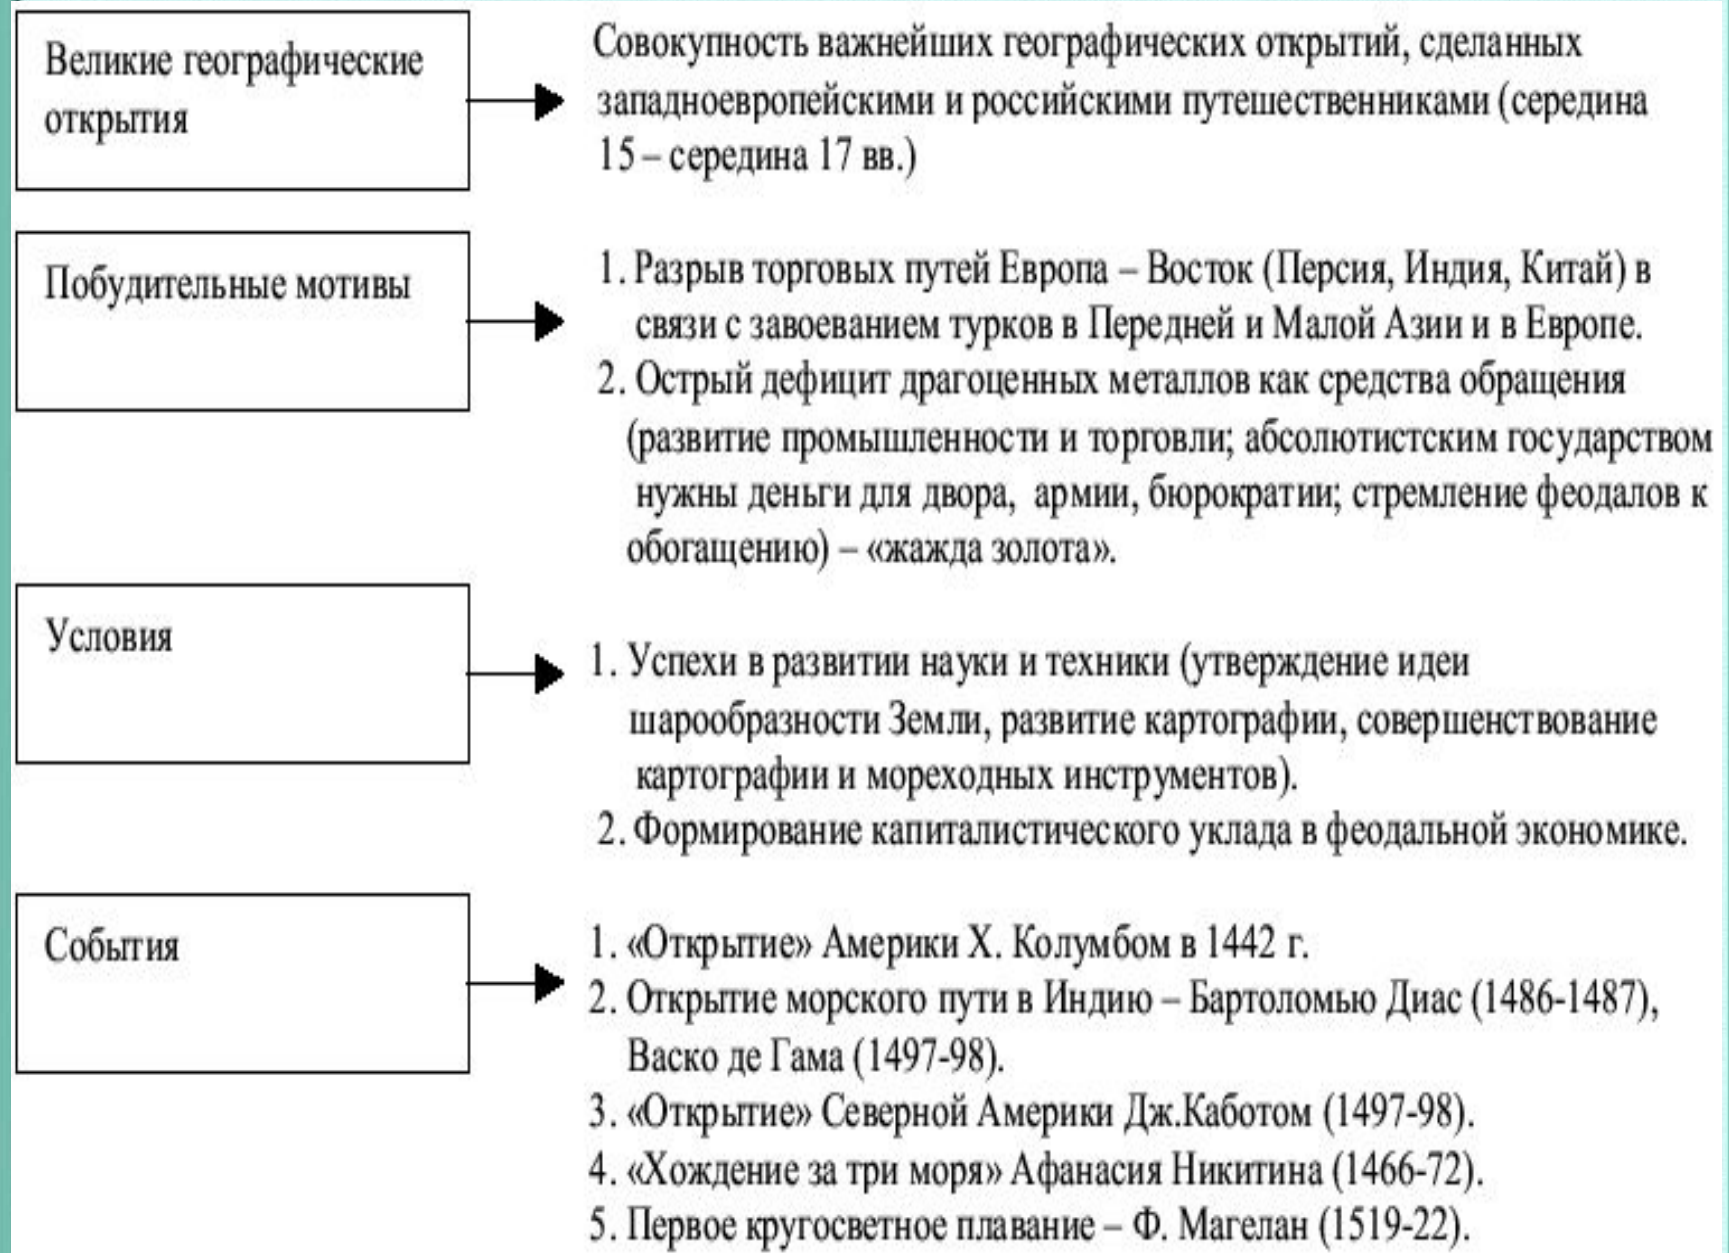 Великие географические
открытия
Совокупность важнейших географических открытий, сделанных
западноевропейскими и российскими путешественниками (середина
15 – середина 17 вв.)
Побудительные мотивы
1. Разрыв торговых путей Европа – Восток (Персия, Индия, Китай) в
связи с завоеванием турков в Передней и Малой Азии и в Европе.
2. Острый дефицит драгоценных металлов как средства обращения
(развитие промышленности и торговли; абсолютистским государством
нужны деньги для двора, армии, бюрократии; стремление феодалов к
обогащению) – «жажда золота».
Условия
1. Успехи в развитии науки и техники (утверждение идеи
шарообразности Земли, развитие картографии, совершенствование
картографии и мореходных инструментов).
2. Формирование капиталистического уклада в феодальной экономике.
События
1. «Открытие» Америки Х. Колумбом в 1442 г.
2. Открытие морского пути в Индию – Бартоломью Диас (1486-1487),
Васко де Гама (1497-98).
3. «Открытие» Северной Америки Дж.Каботом (1497-98).
4. «Хождение за три моря» Афанасия Никитина (1466-72).
5. Первое кругосветное плавание – Ф. Магелан (1519-22).